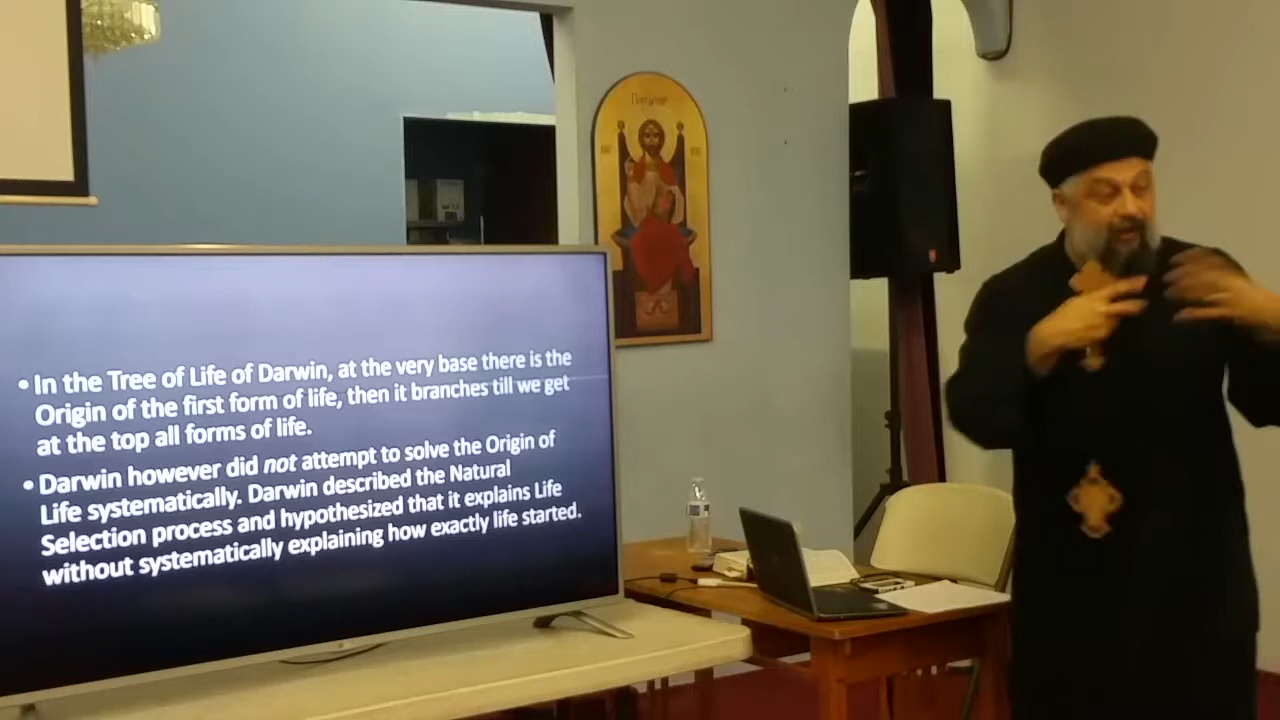 • In the Tree of Life of Darwin, at the very base there is the
Origin of the first form of life, then it branches till we get
at the top all forms of life.
• Darwin however did not attempt to solve the Origin of
Life systematically. Darwin described the Natural
Selection process and hypothesized that it explains Life
without systematically explaining how exactly life started.